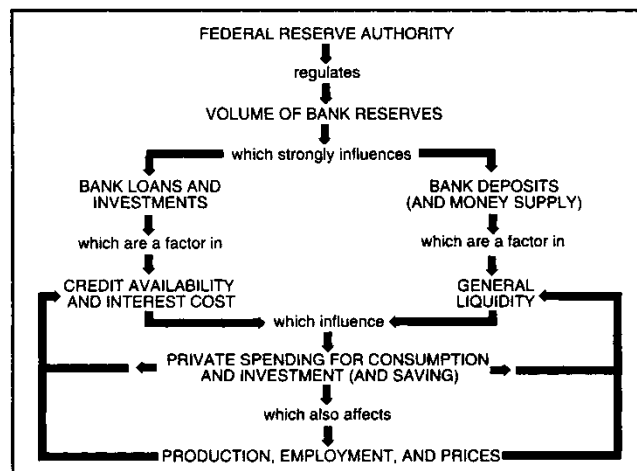 FEDERAL RESERVE AUTHORITY
regulates
VOLUME OF BANK RESERVES
which strongly influences
BANK LOANS AND
INVESTMENTS
BANK DEPOSITS
(AND MONEY SUPPLY)
which are a factor in
which are a factor in
CREDIT AVAILABILITY
AND INTEREST COST
GENERAL
LIQUIDITY
which influence
PRIVATE SPENDING FOR CONSUMPTION
AND INVESTMENT (AND SAVING)
which also affects
PRODUCTION, EMPLOYMENT, AND PRICES